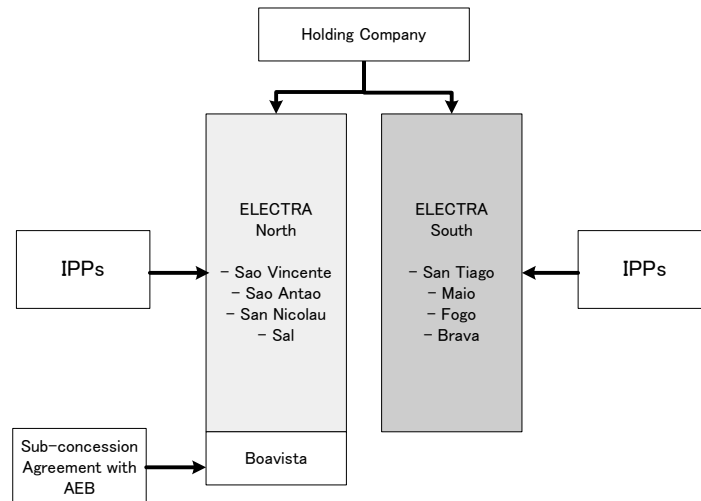 Holding Company
ELECTRA
North
- Sao Vincente
- Sao Antao
- San Nicolau
- Sal
ELECTRA
South
- San Tiago
- Maio
- Fogo
- Brava
IPPs
IPPs
Sub-concession
Agreement with
AEB
Boavista